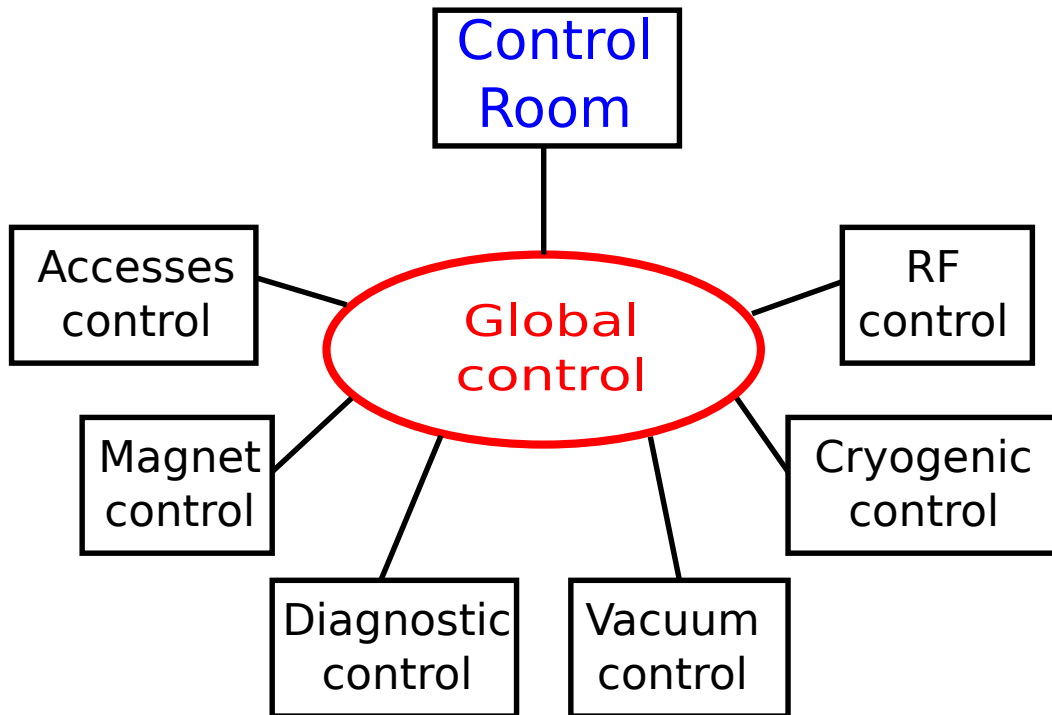 Control
Room
Accesses
control
RF
control
Global
control
Magnet
control
Cryogenic
control
Diagnostic
control
Vacuum
control